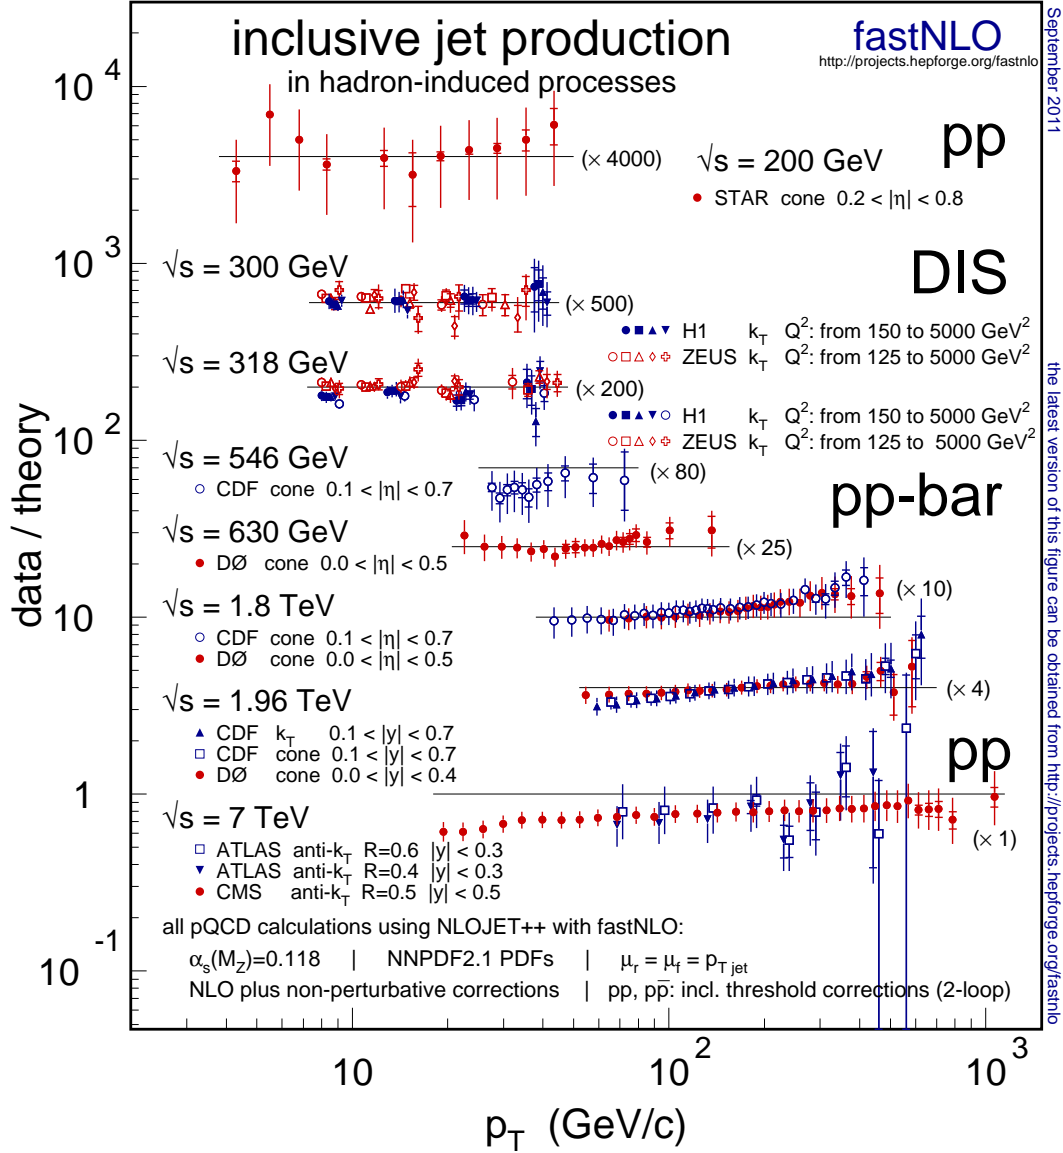 inclusive jet production
in hadron-induced processes
fastNLO
http://projects.hepforge.org/fastnlo
September 2011
the latest version of this figure can be obtained from http://projects.hepforge.org/fastnlo
data / theory
10⁴
10³
10²
10
1
10⁻¹
pp
(× 4000)
√s = 200 GeV
● STAR cone 0.2 < |η| < 0.8
DIS
√s = 300 GeV
(× 500)
●■▲▼ H1 k_T Q²: from 150 to 5000 GeV²
○□△◇✚ ZEUS k_T Q²: from 125 to 5000 GeV²
√s = 318 GeV
(× 200)
●■▲▼○ H1 k_T Q²: from 150 to 5000 GeV²
○□△◇✚ ZEUS k_T Q²: from 125 to 5000 GeV²
pp-bar
√s = 546 GeV
○ CDF cone 0.1 < |η| < 0.7
(× 80)
√s = 630 GeV
● DØ cone 0.0 < |η| < 0.5
(× 25)
√s = 1.8 TeV
○ CDF cone 0.1 < |η| < 0.7
● DØ cone 0.0 < |η| < 0.5
(× 10)
√s = 1.96 TeV
▲ CDF k_T 0.1 < |y| < 0.7
□ CDF cone 0.1 < |y| < 0.7
● DØ cone 0.0 < |y| < 0.4
(× 4)
pp
√s = 7 TeV
□ ATLAS anti-k_T R=0.6 |y| < 0.3
▼ ATLAS anti-k_T R=0.4 |y| < 0.3
● CMS anti-k_T R=0.5 |y| < 0.5
(× 1)
all pQCD calculations using NLOJET++ with fastNLO:
α_s(M_Z)=0.118 | NNPDF2.1 PDFs | μ_r = μ_f = p_T jet
NLO plus non-perturbative corrections | pp, pp̅: incl. threshold corrections (2-loop)
10 10² 10³
p_T (GeV/c)